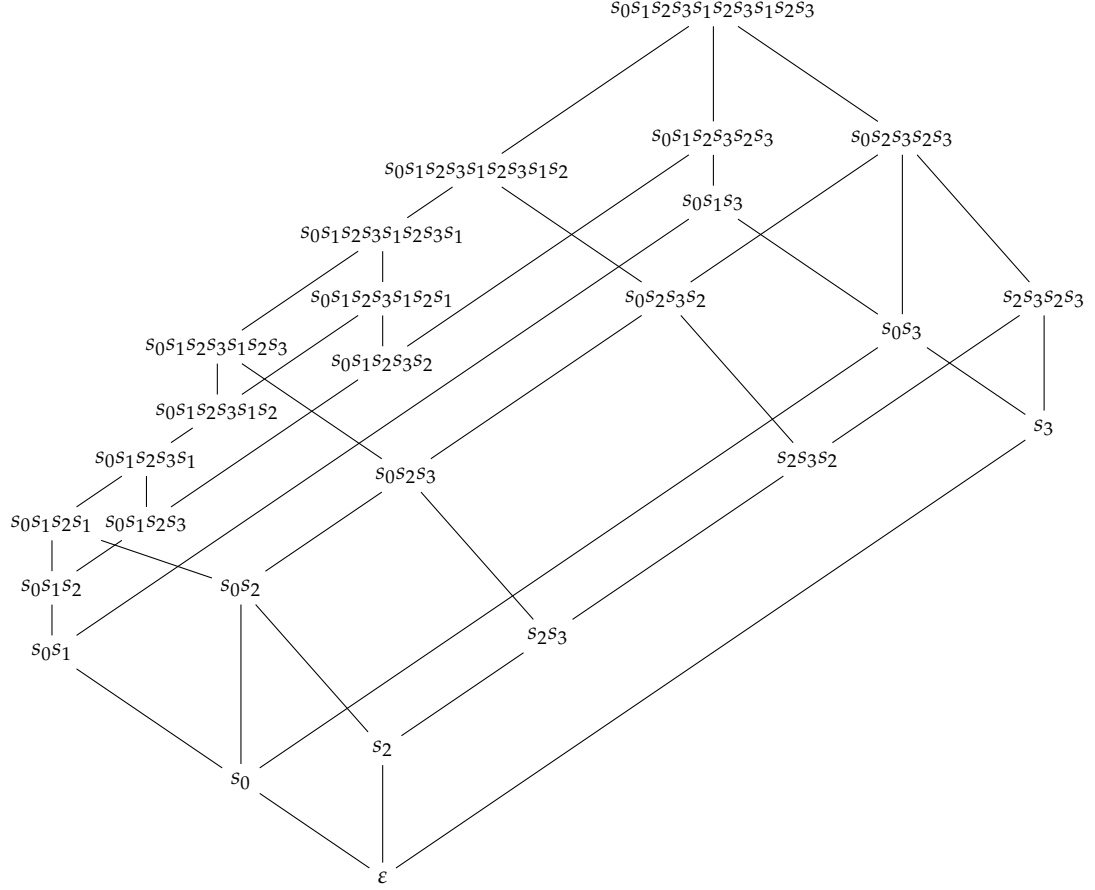 s₀s₁s₂s₃s₁s₂s₃s₁s₂s₃
s₀s₁s₂s₃s₂s₃
s₀s₂s₃s₂s₃
s₀s₁s₂s₃s₁s₂s₃s₁s₂
s₀s₁s₃
s₀s₁s₂s₃s₁s₂s₃s₁
s₀s₁s₂s₃s₁s₂s₁
s₀s₂s₃s₂
s₂s₃s₂s₃
s₀s₃
s₀s₁s₂s₃s₁s₂s₃
s₀s₁s₂s₃s₂
s₀s₁s₂s₃s₁s₂
s₃
s₀s₁s₂s₃s₁
s₂s₃s₂
s₀s₂s₃
s₀s₁s₂s₁
s₀s₁s₂s₃
s₀s₁s₂
s₀s₂
s₂s₃
s₀s₁
s₂
s₀
ε